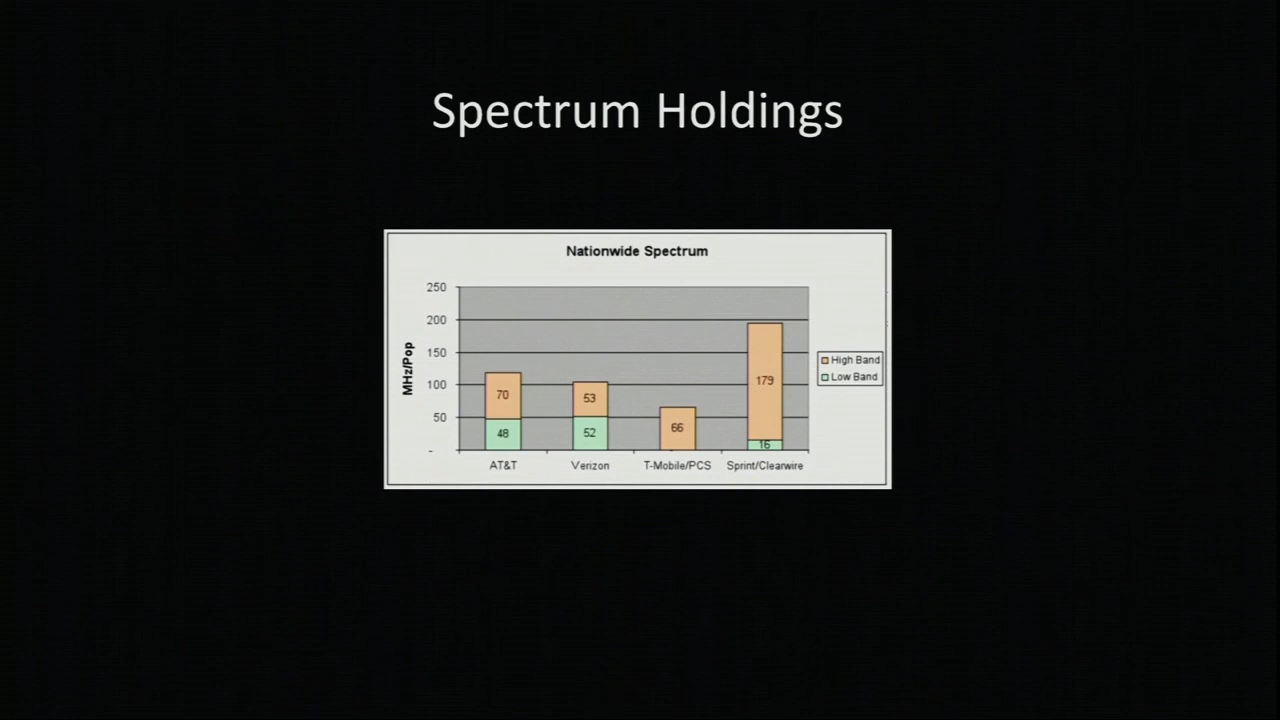 Spectrum Holdings
Nationwide Spectrum
MHz/Pop
250
200
150
100
50
-
70
48
53
52
66
179
16
AT&T
Verizon
T-Mobile/PCS
Sprint/Clearwire
High Band
Low Band